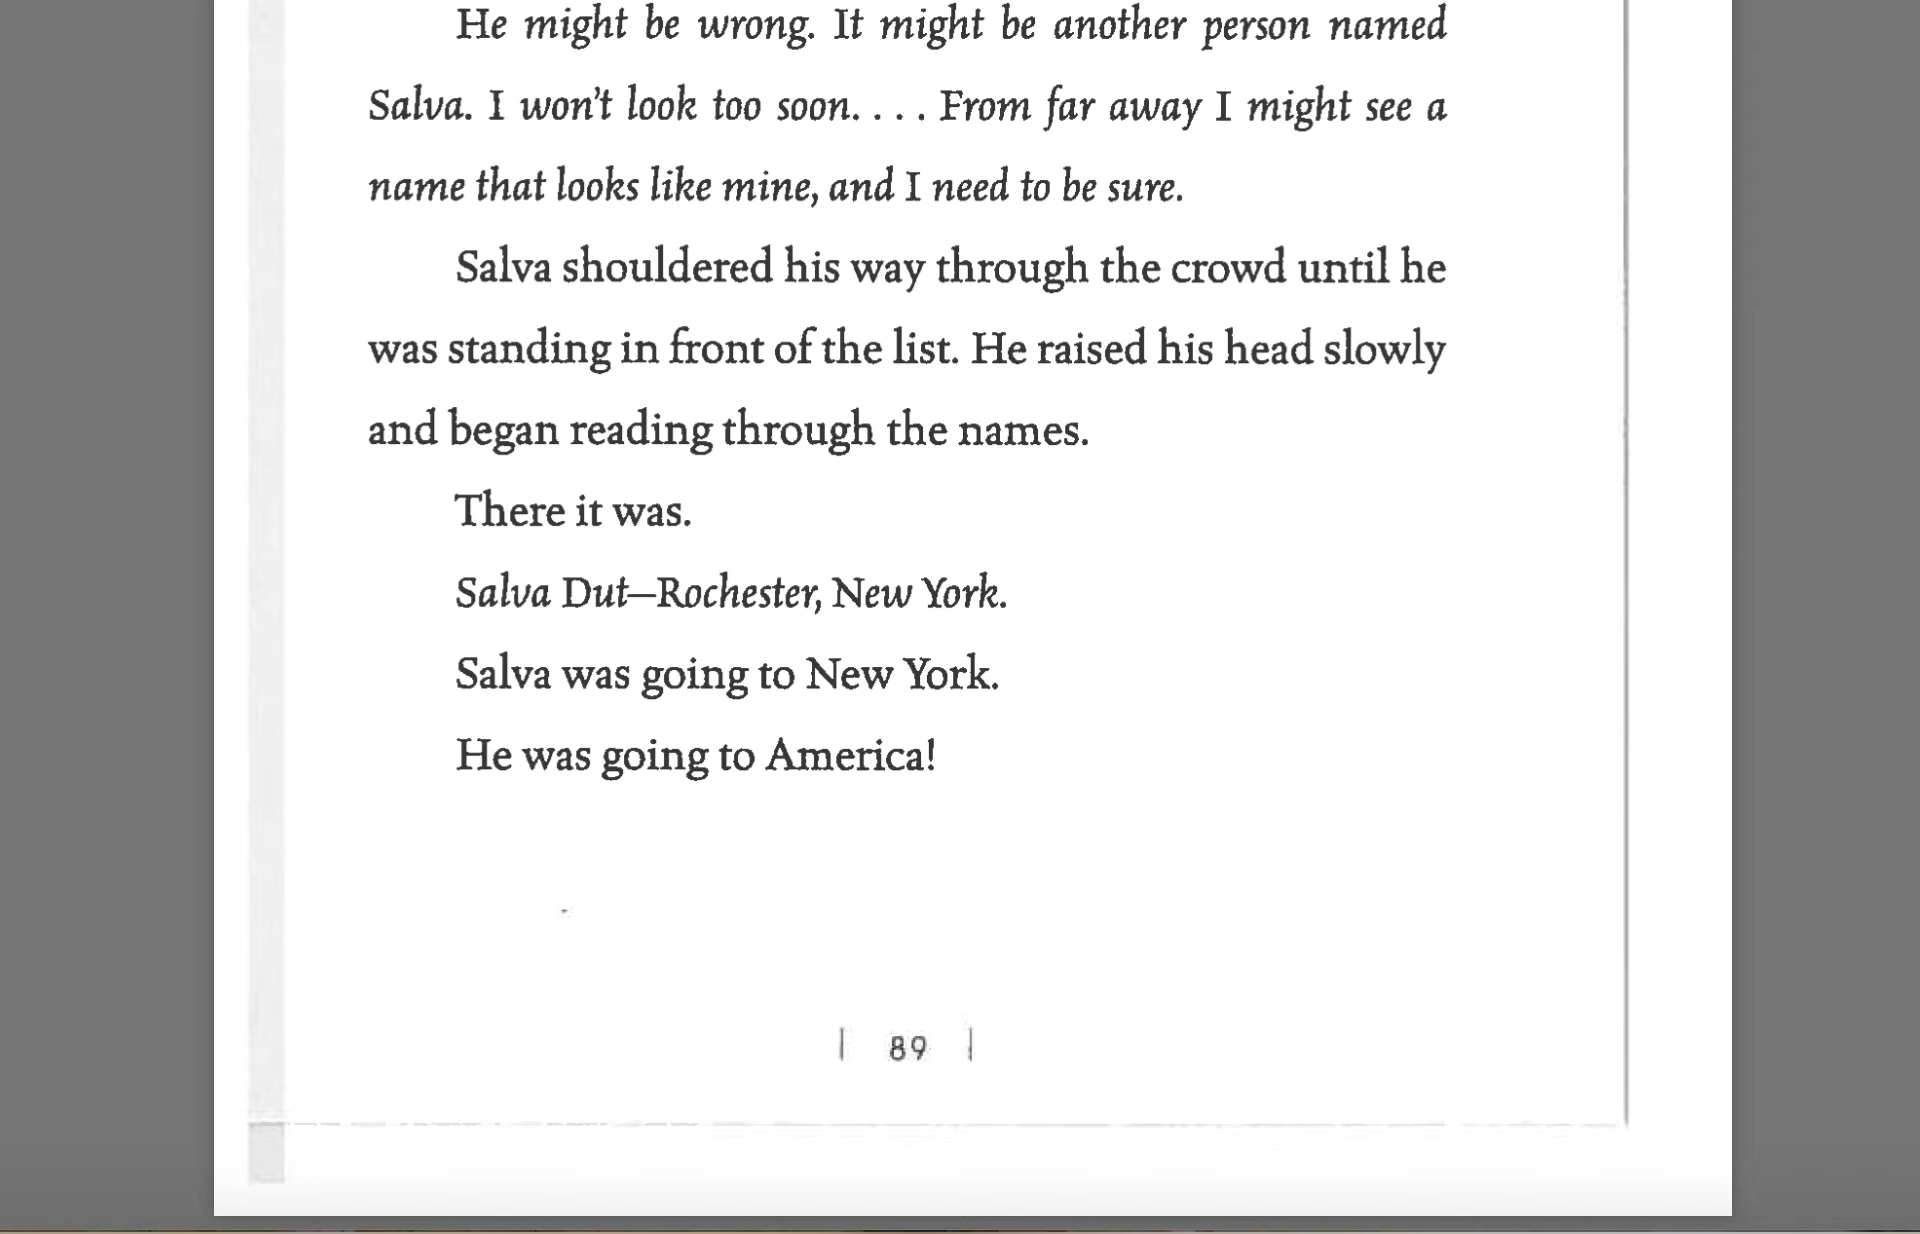 He might be wrong. It might be another person named
Salva. I won't look too soon. . . . From far away I might see a
name that looks like mine, and I need to be sure.
Salva shouldered his way through the crowd until he
was standing in front of the list. He raised his head slowly
and began reading through the names.
There it was.
Salva Dut—Rochester, New York.
Salva was going to New York.
He was going to America!
| 89 |